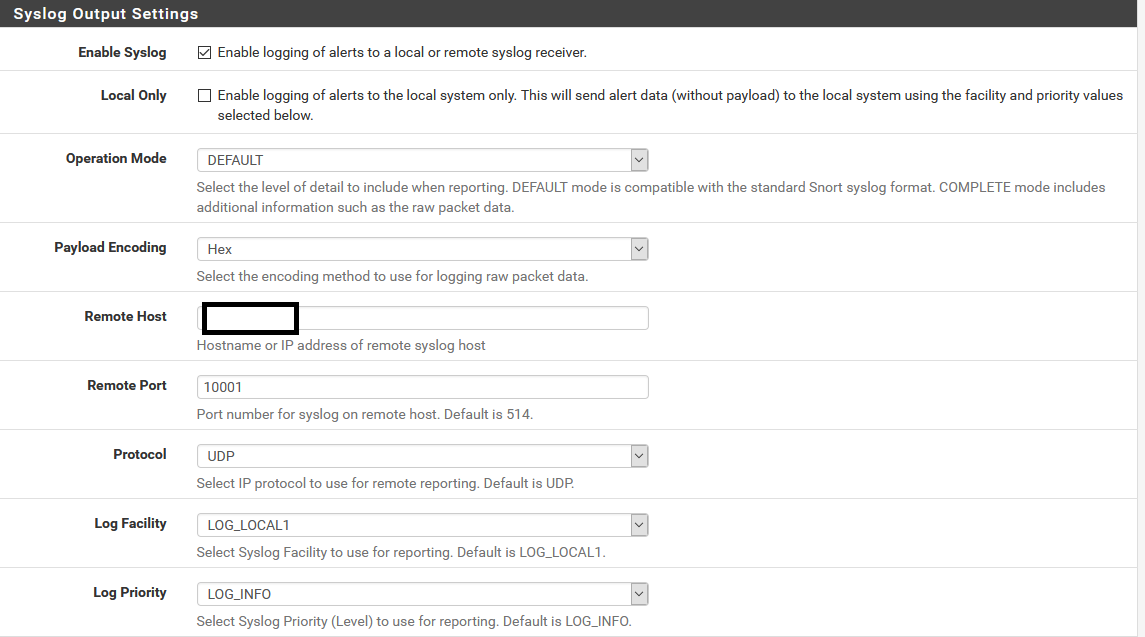 Syslog Output Settings
Enable Syslog
Enable logging of alerts to a local or remote syslog receiver.
Local Only
Enable logging of alerts to the local system only. This will send alert data (without payload) to the local system using the facility and priority values
selected below.
Operation Mode
DEFAULT
Select the level of detail to include when reporting. DEFAULT mode is compatible with the standard Snort syslog format. COMPLETE mode includes
additional information such as the raw packet data.
Payload Encoding
Hex
Select the encoding method to use for logging raw packet data.
Remote Host
Hostname or IP address of remote syslog host
Remote Port
10001
Port number for syslog on remote host. Default is 514.
Protocol
UDP
Select IP protocol to use for remote reporting. Default is UDP.
Log Facility
LOG_LOCAL1
Select Syslog Facility to use for reporting. Default is LOG_LOCAL1.
Log Priority
LOG_INFO
Select Syslog Priority (Level) to use for reporting. Default is LOG_INFO.